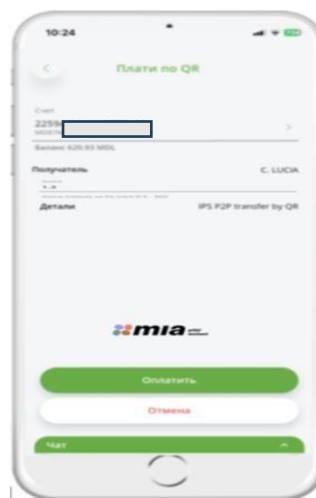 10:24
Плати по QR
Счет
2259
Баланс 620.93 MDL
Получатель C. LUCIA
Детали IPS P2P transfer by QR
mia
Оплатить
Отмена
Чат